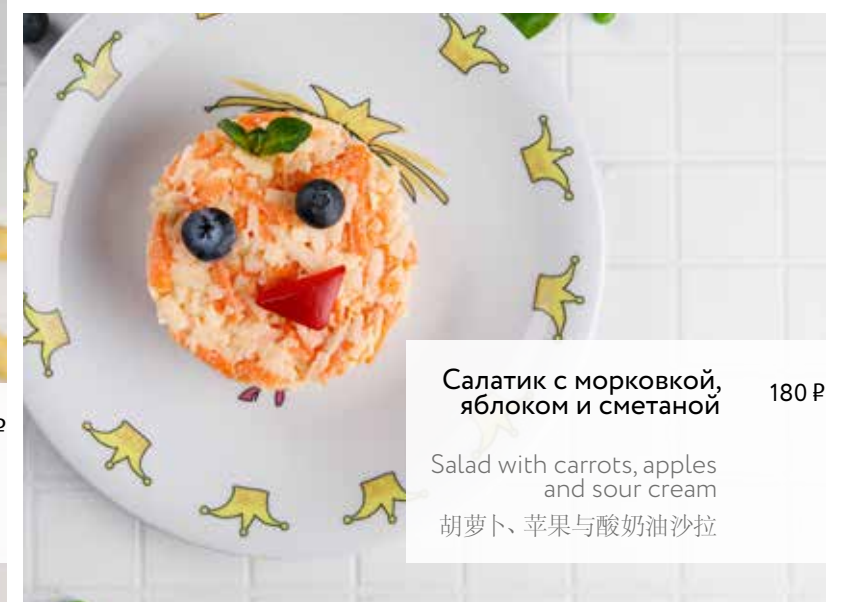 Салатик с морковкой,
яблоком и сметаной
180 ₽
Salad with carrots, apples
and sour cream
胡萝卜、苹果与酸奶油沙拉
₽